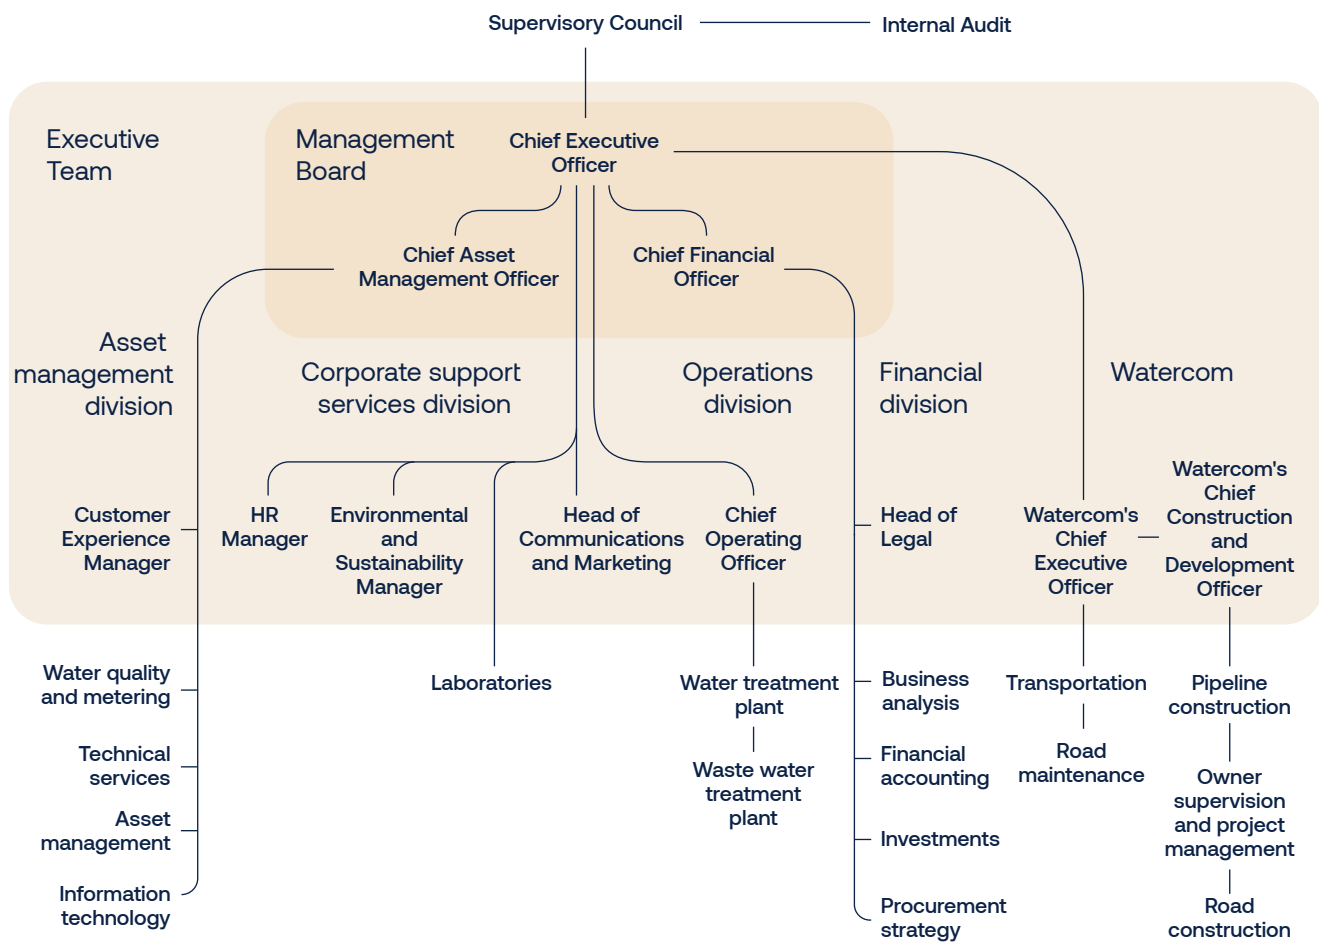 Supervisory Council
Internal Audit
Executive
Team
Management
Board
Chief Executive
Officer
Chief Asset
Management Officer
Chief Financial
Officer
Asset
management
division
Corporate support
services division
Operations
division
Financial
division
Watercom
Customer
Experience
Manager
HR
Manager
Environmental
and
Sustainability
Manager
Head of
Communications
and Marketing
Chief
Operating
Officer
Head of
Legal
Watercom's
Chief
Executive
Officer
Watercom's
Chief
Construction
and
Development
Officer
Water quality
and metering
Technical
services
Asset
management
Information
technology
Laboratories
Water treatment
plant
Waste water
treatment
plant
Business
analysis
Financial
accounting
Investments
Procurement
strategy
Transportation
Road
maintenance
Pipeline
construction
Owner
supervision
and project
management
Road
construction